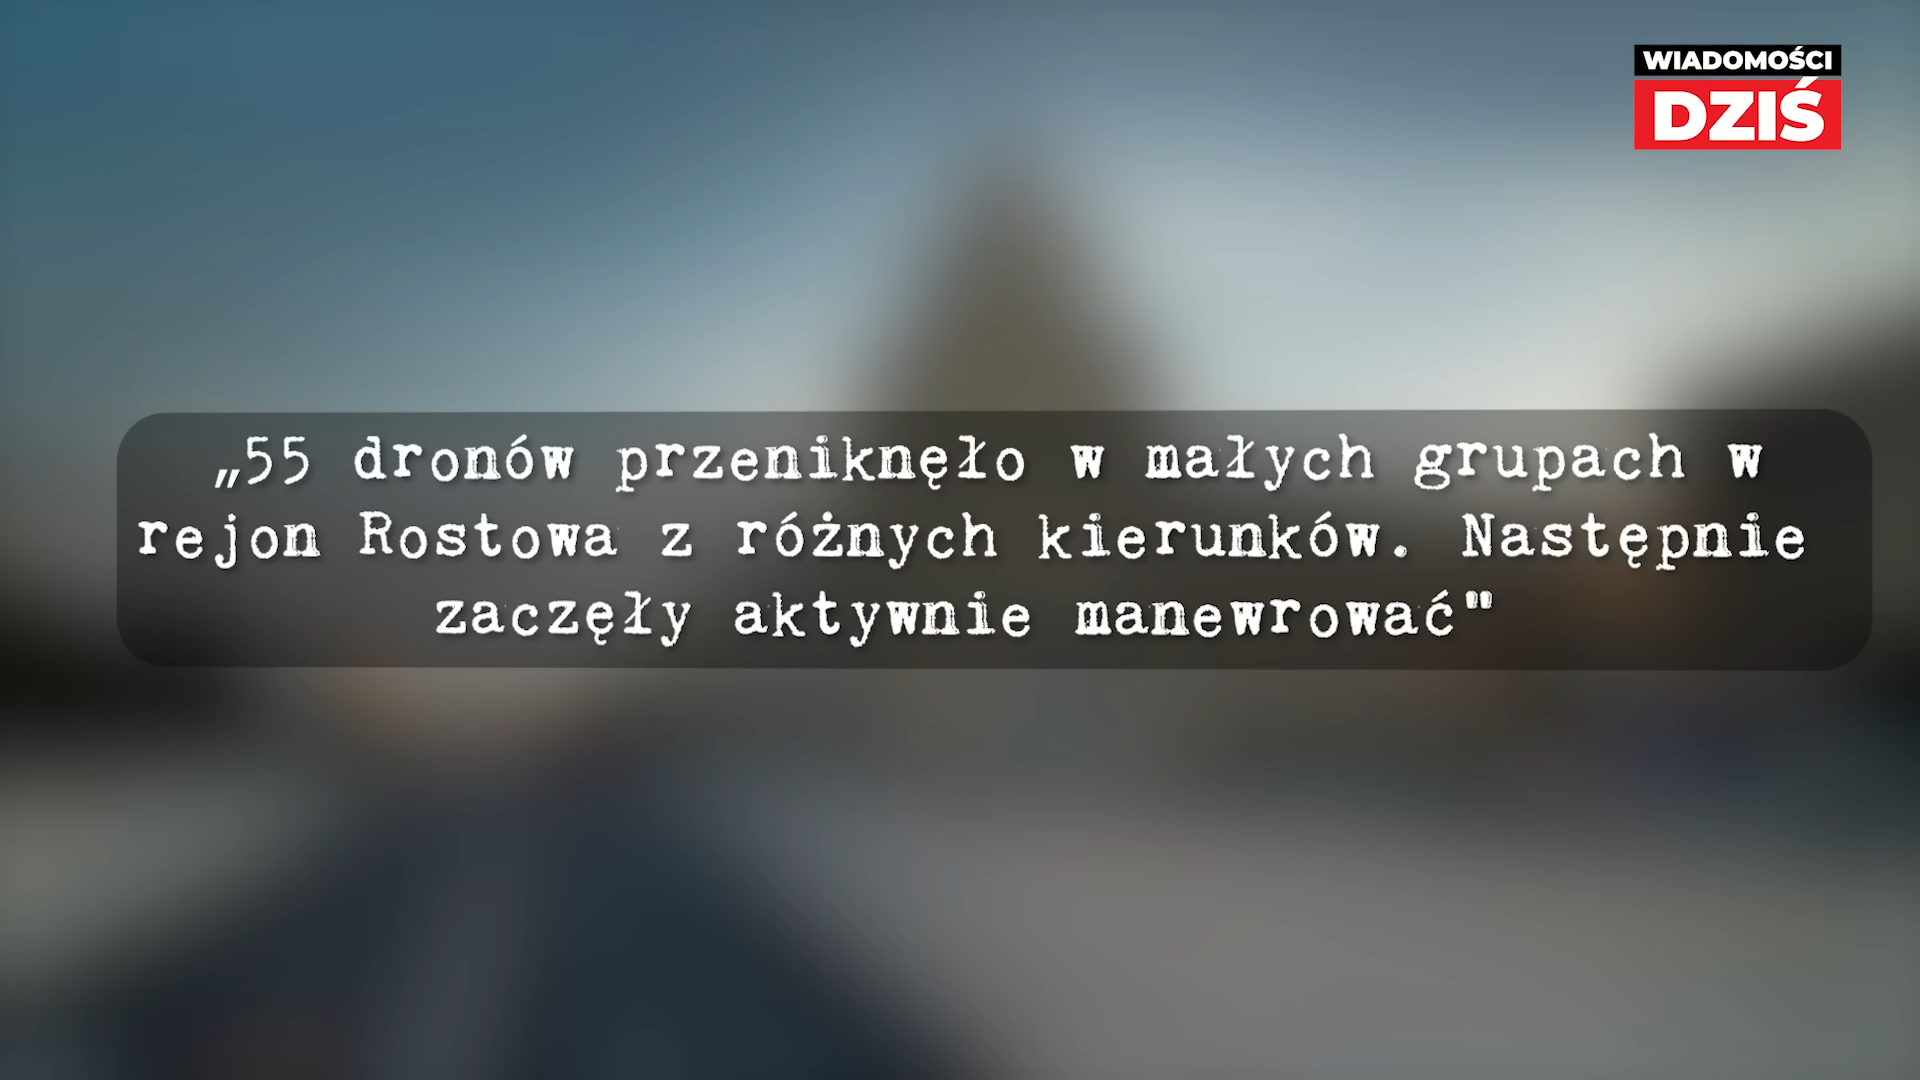 WIADOMOŚCI
DZIŚ
„55 dronów przeniknęło w małych grupach w
rejon Rostowa z różnych kierunków. Następnie
zaczęły aktywnie manewrować"